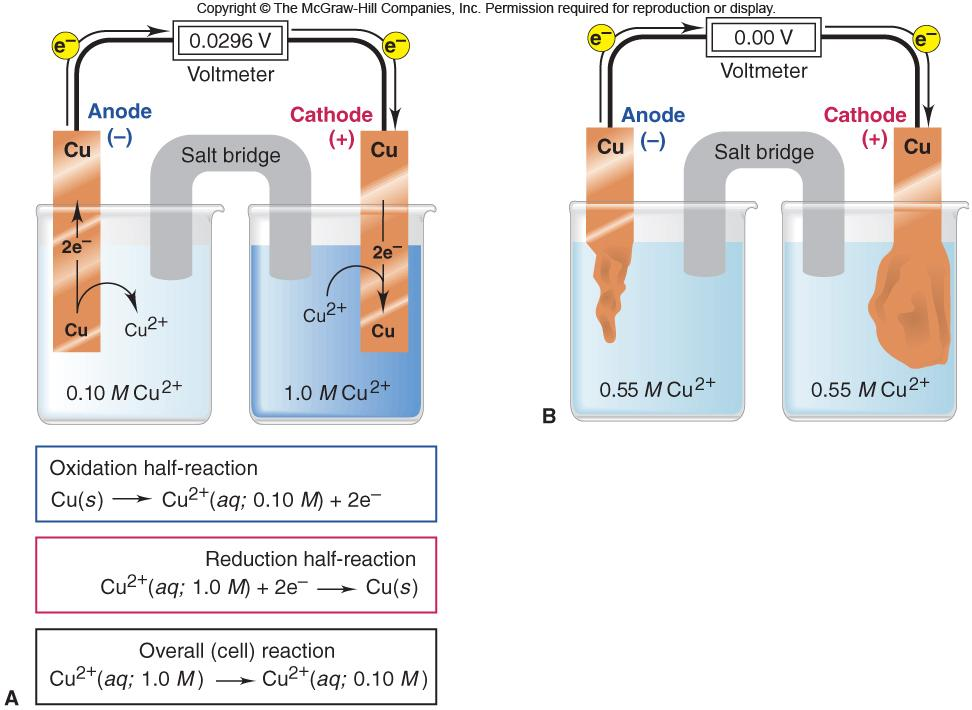 Copyright © The McGraw-Hill Companies, Inc. Permission required for reproduction or display.
e⁻
0.0296 V
e⁻
Voltmeter
Anode
(–)
Cathode
(+)
Cu
Salt bridge
Cu
2e⁻
2e⁻
Cu
Cu²⁺
Cu²⁺
Cu
0.10 M Cu²⁺
1.0 M Cu²⁺
Oxidation half-reaction
Cu(s) ⟶ Cu²⁺(aq; 0.10 M) + 2e⁻
Reduction half-reaction
Cu²⁺(aq; 1.0 M) + 2e⁻ ⟶ Cu(s)
Overall (cell) reaction
Cu²⁺(aq; 1.0 M) ⟶ Cu²⁺(aq; 0.10 M)
A
e⁻
0.00 V
e⁻
Voltmeter
Anode
(–)
Cathode
(+)
Cu
Salt bridge
Cu
0.55 M Cu²⁺
0.55 M Cu²⁺
B